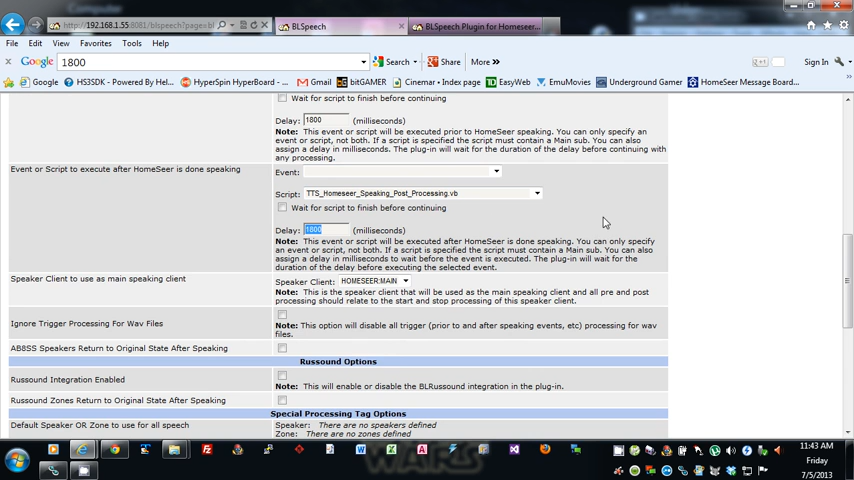 Computer
http://192.168.1.55:8081/blspeech?page=bl
BLSpeech
BLSpeech Plugin for Homeseer...
File Edit View Favorites Tools Help
Google 1800 Search Share More »
Sign In
Google HS3SDK - Powered By Help... HyperSpin HyperBoard - ... Gmail bitGAMER Cinemar • Index page EasyWeb EmuMovies Underground Gamer HomeSeer Message Board...
Wait for script to finish before continuing
Delay: 1800 (milliseconds)
Note: This event or script will be executed prior to HomeSeer speaking. You can only specify an
event or script, not both. If a script is specified the script must contain a Main sub. You can also
assign a delay in milliseconds. The plug-in will wait for the duration of the delay before continuing with
any processing.
Event or Script to execute after HomeSeer is done speaking
Event:
Script: TTS_Homeseer_Speaking_Post_Processing.vb
Wait for script to finish before continuing
Delay: 1800 (milliseconds)
Note: This event or script will be executed after HomeSeer is done speaking. You can only specify
an event or script, not both. If a script is specified the script must contain a Main sub. You can also
assign a delay in milliseconds to wait before the event is executed. The plug-in will wait for the
duration of the delay before executing the selected event.
Speaker Client to use as main speaking client
Speaker Client: HOMESEER:MAIN
Note: This is the speaker client that will be used as the main speaking client and all pre and post
processing should relate to the start and stop processing of this speaker client.
Ignore Trigger Processing For Wav Files
Note: This option will disable all trigger (prior to and after speaking events, etc) processing for wav
files.
AB8SS Speakers Return to Original State After Speaking
Russound Options
Russound Integration Enabled
Note: This will enable or disable the BLRussound integration in the plug-in.
Russound Zones Return to Original State After Speaking
Special Processing Tag Options
Default Speaker OR Zone to use for all speech
Speaker: There are no speakers defined
Zone: There are no zones defined
WARS
11:43 AM
Friday
7/5/2013